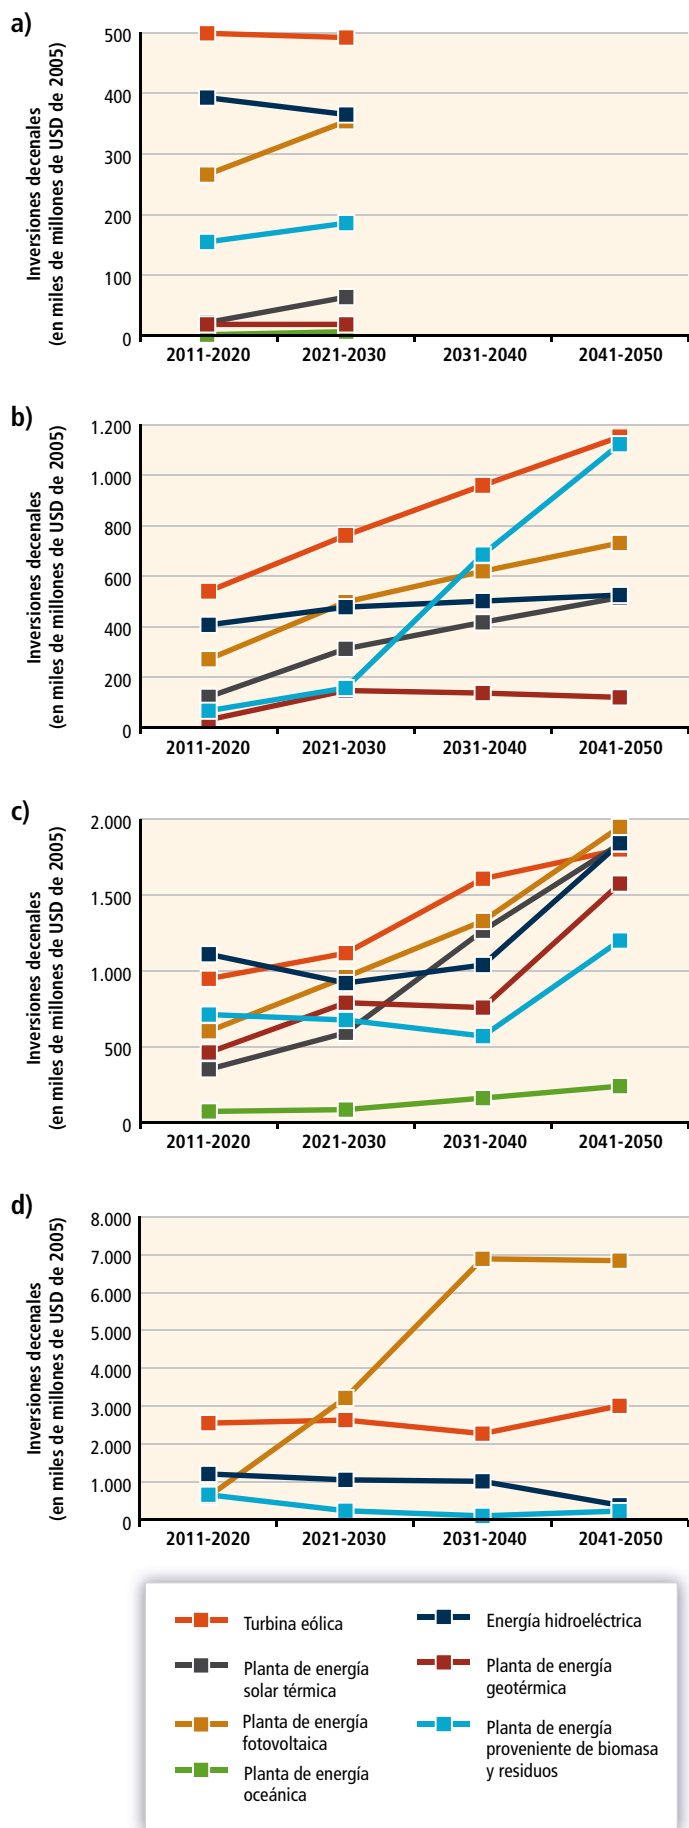 a)
Inversiones decenales
(en miles de millones de USD de 2005)
500
400
300
200
100
0
2011-2020 2021-2030 2031-2040 2041-2050
b)
Inversiones decenales
(en miles de millones de USD de 2005)
1.200
1.000
800
600
400
200
0
2011-2020 2021-2030 2031-2040 2041-2050
c)
Inversiones decenales
(en miles de millones de USD de 2005)
2.000
1.500
1.000
500
0
2011-2020 2021-2030 2031-2040 2041-2050
d)
Inversiones decenales
(en miles de millones de USD de 2005)
8.000
7.000
6.000
5.000
4.000
3.000
2.000
1.000
0
2011-2020 2021-2030 2031-2040 2041-2050
Turbina eólica
Planta de energía
solar térmica
Planta de energía
fotovoltaica
Planta de energía
oceánica
Energía hidroeléctrica
Planta de energía
geotérmica
Planta de energía
proveniente de biomasa
y residuos